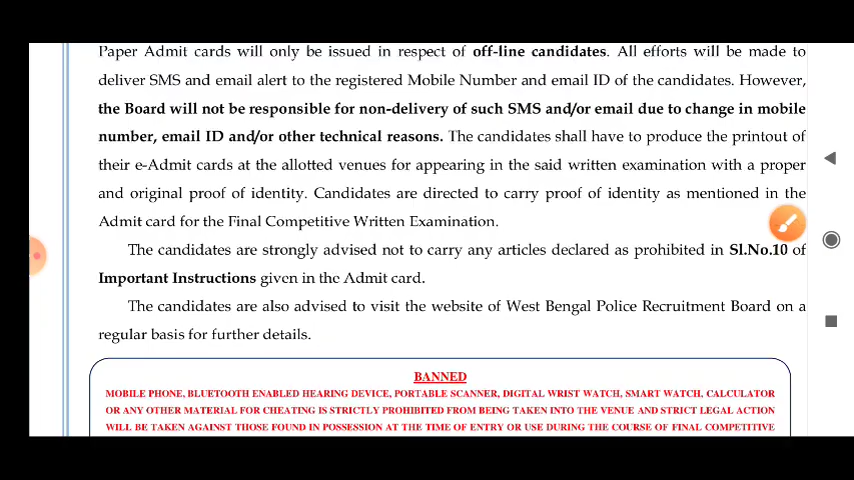 Paper Admit cards will only be issued in respect of off-line candidates. All efforts will be made to
deliver SMS and email alert to the registered Mobile Number and email ID of the candidates. However,
the Board will not be responsible for non-delivery of such SMS and/or email due to change in mobile
number, email ID and/or other technical reasons. The candidates shall have to produce the printout of
their e-Admit cards at the allotted venues for appearing in the said written examination with a proper
and original proof of identity. Candidates are directed to carry proof of identity as mentioned in the
Admit card for the Final Competitive Written Examination.
The candidates are strongly advised not to carry any articles declared as prohibited in Sl.No.10 of
Important Instructions given in the Admit card.
The candidates are also advised to visit the website of West Bengal Police Recruitment Board on a
regular basis for further details.
BANNED
MOBILE PHONE, BLUETOOTH ENABLED HEARING DEVICE, PORTABLE SCANNER, DIGITAL WRIST WATCH, SMART WATCH, CALCULATOR
OR ANY OTHER MATERIAL FOR CHEATING IS STRICTLY PROHIBITED FROM BEING TAKEN INTO THE VENUE AND STRICT LEGAL ACTION
WILL BE TAKEN AGAINST THOSE FOUND IN POSSESSION AT THE TIME OF ENTRY OR USE DURING THE COURSE OF FINAL COMPETITIVE